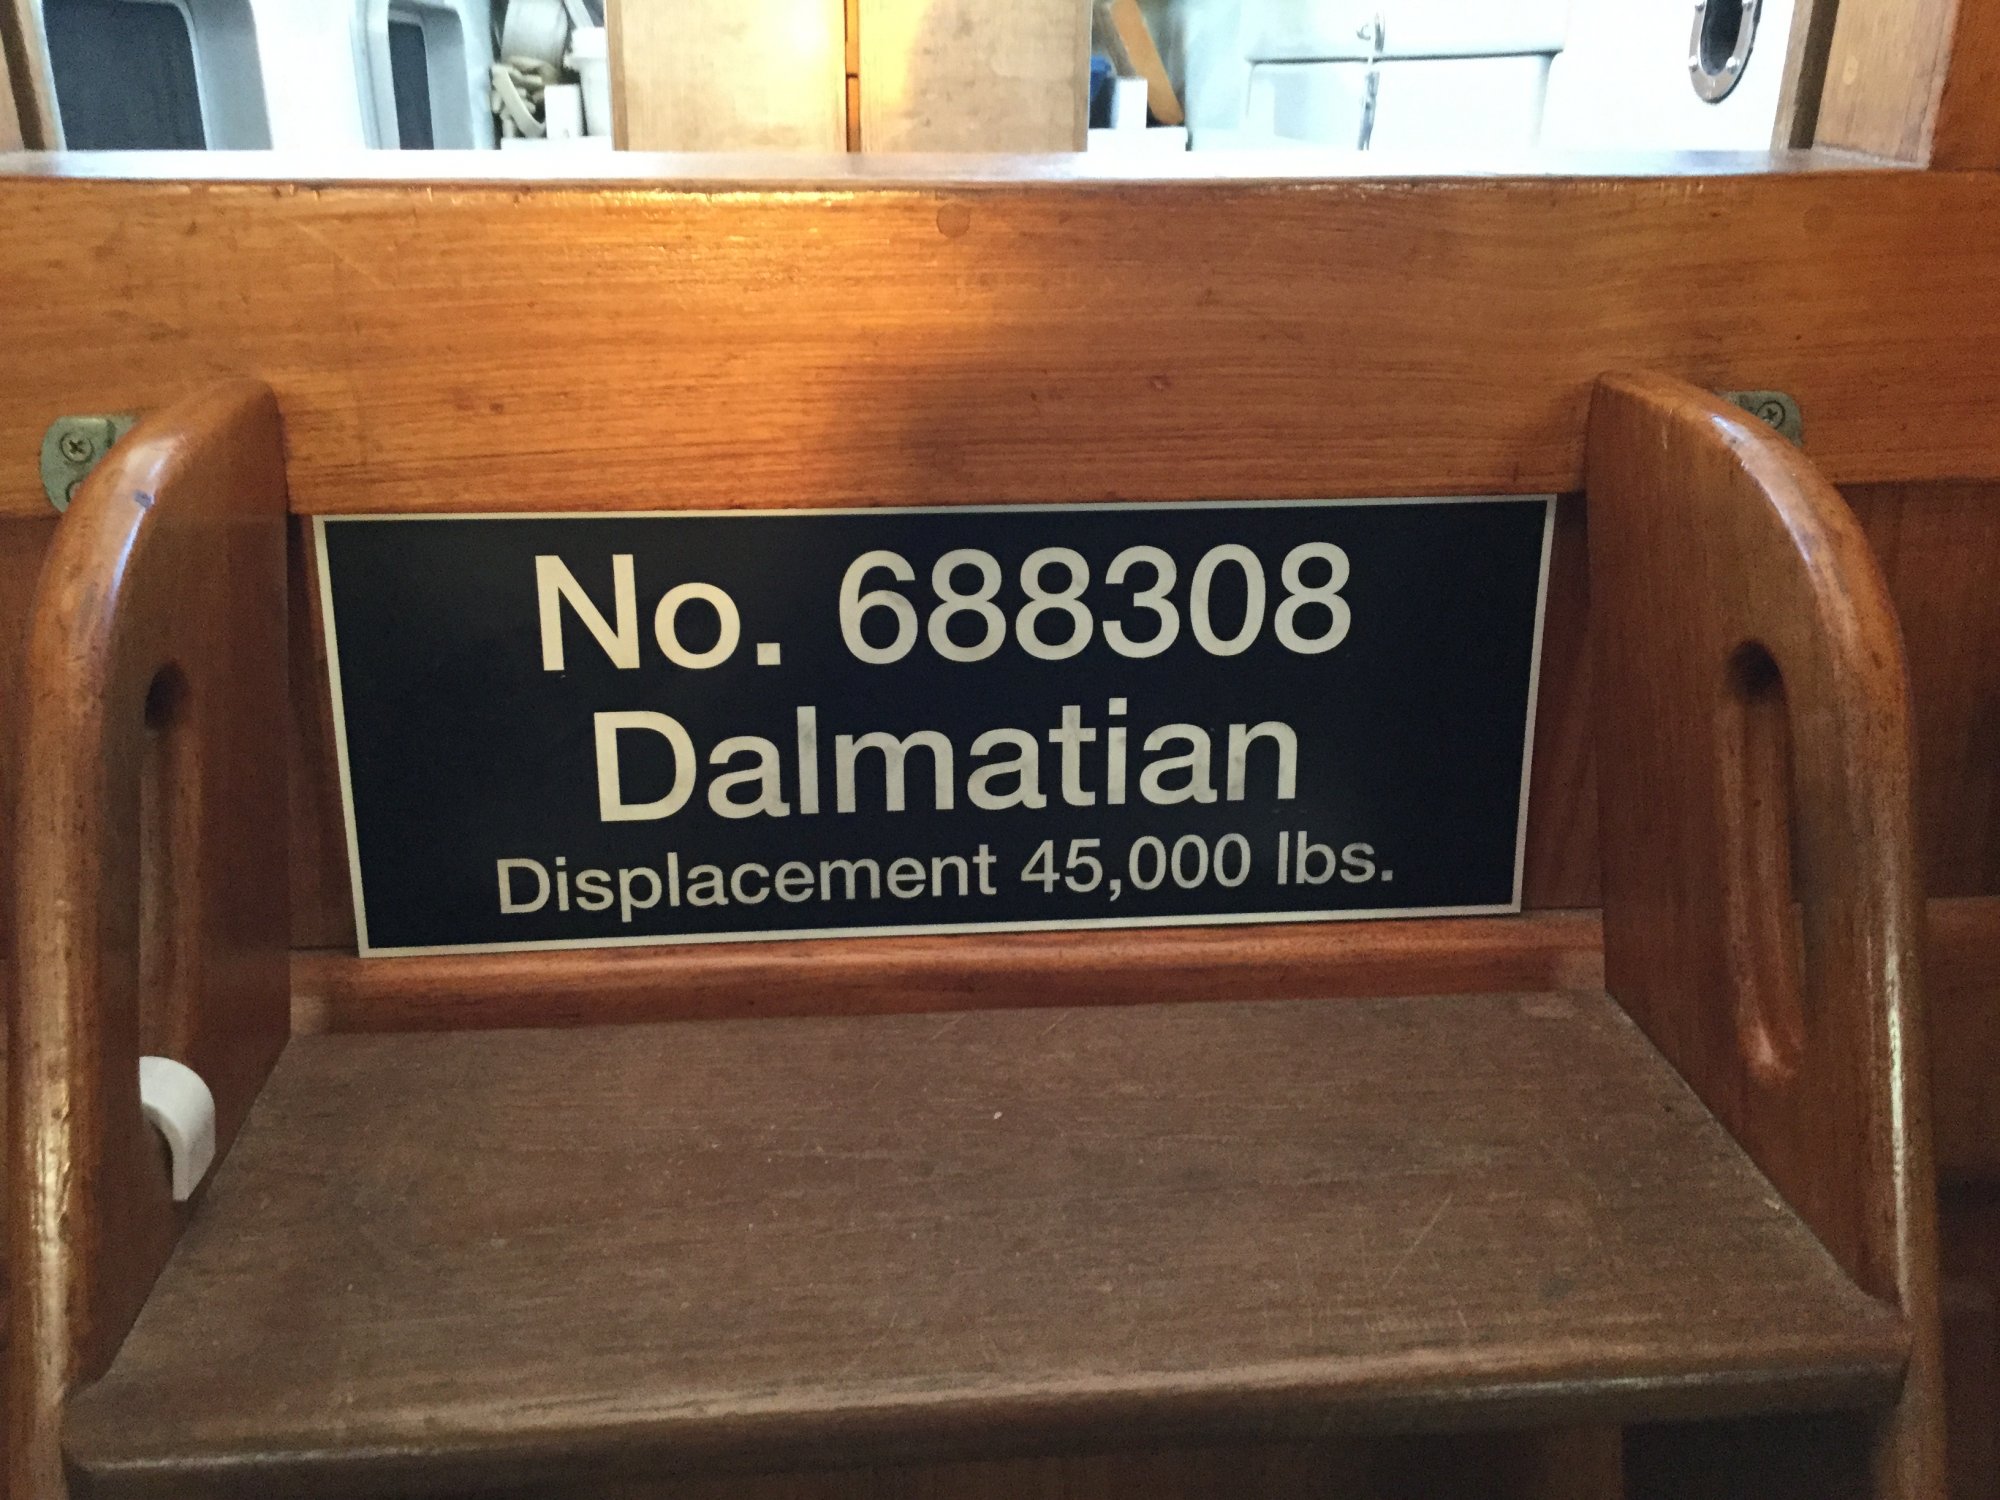 No. 688308
Dalmatian
Displacement 45,000 lbs.